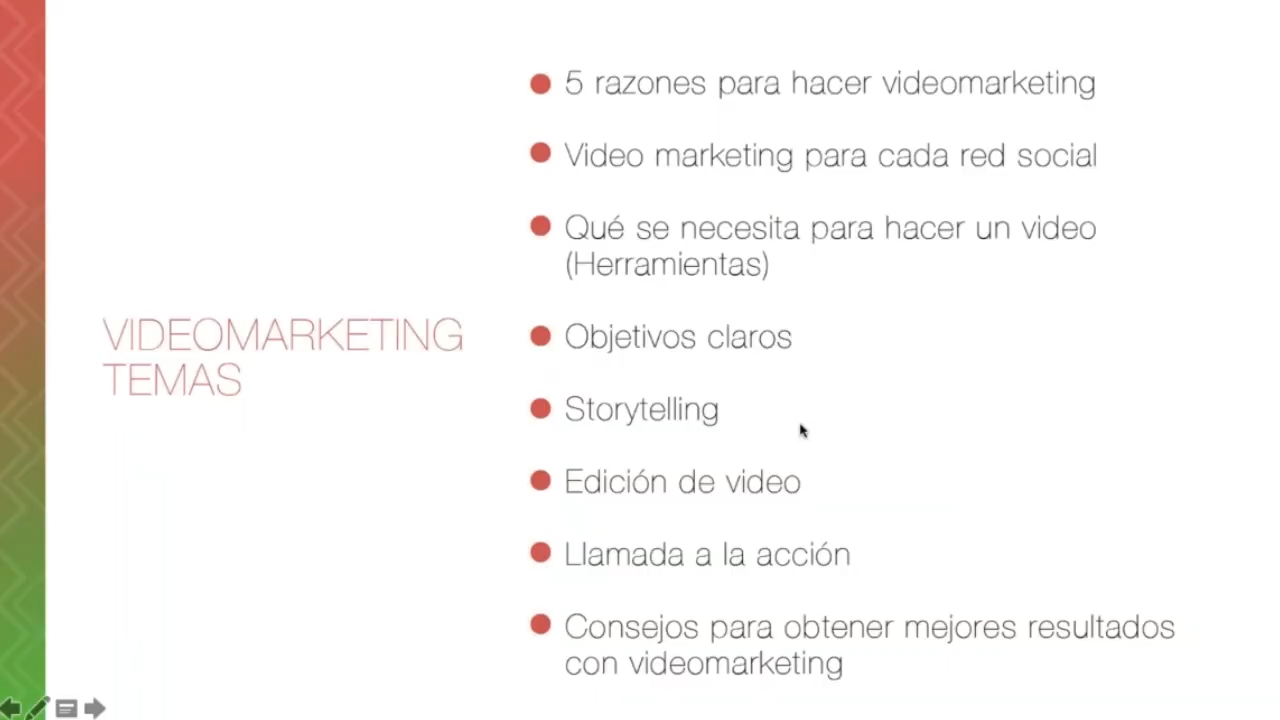 VIDEOMARKETING
TEMAS
5 razones para hacer videomarketing
Video marketing para cada red social
Qué se necesita para hacer un video
(Herramientas)
Objetivos claros
Storytelling
Edición de video
Llamada a la acción
Consejos para obtener mejores resultados
con videomarketing